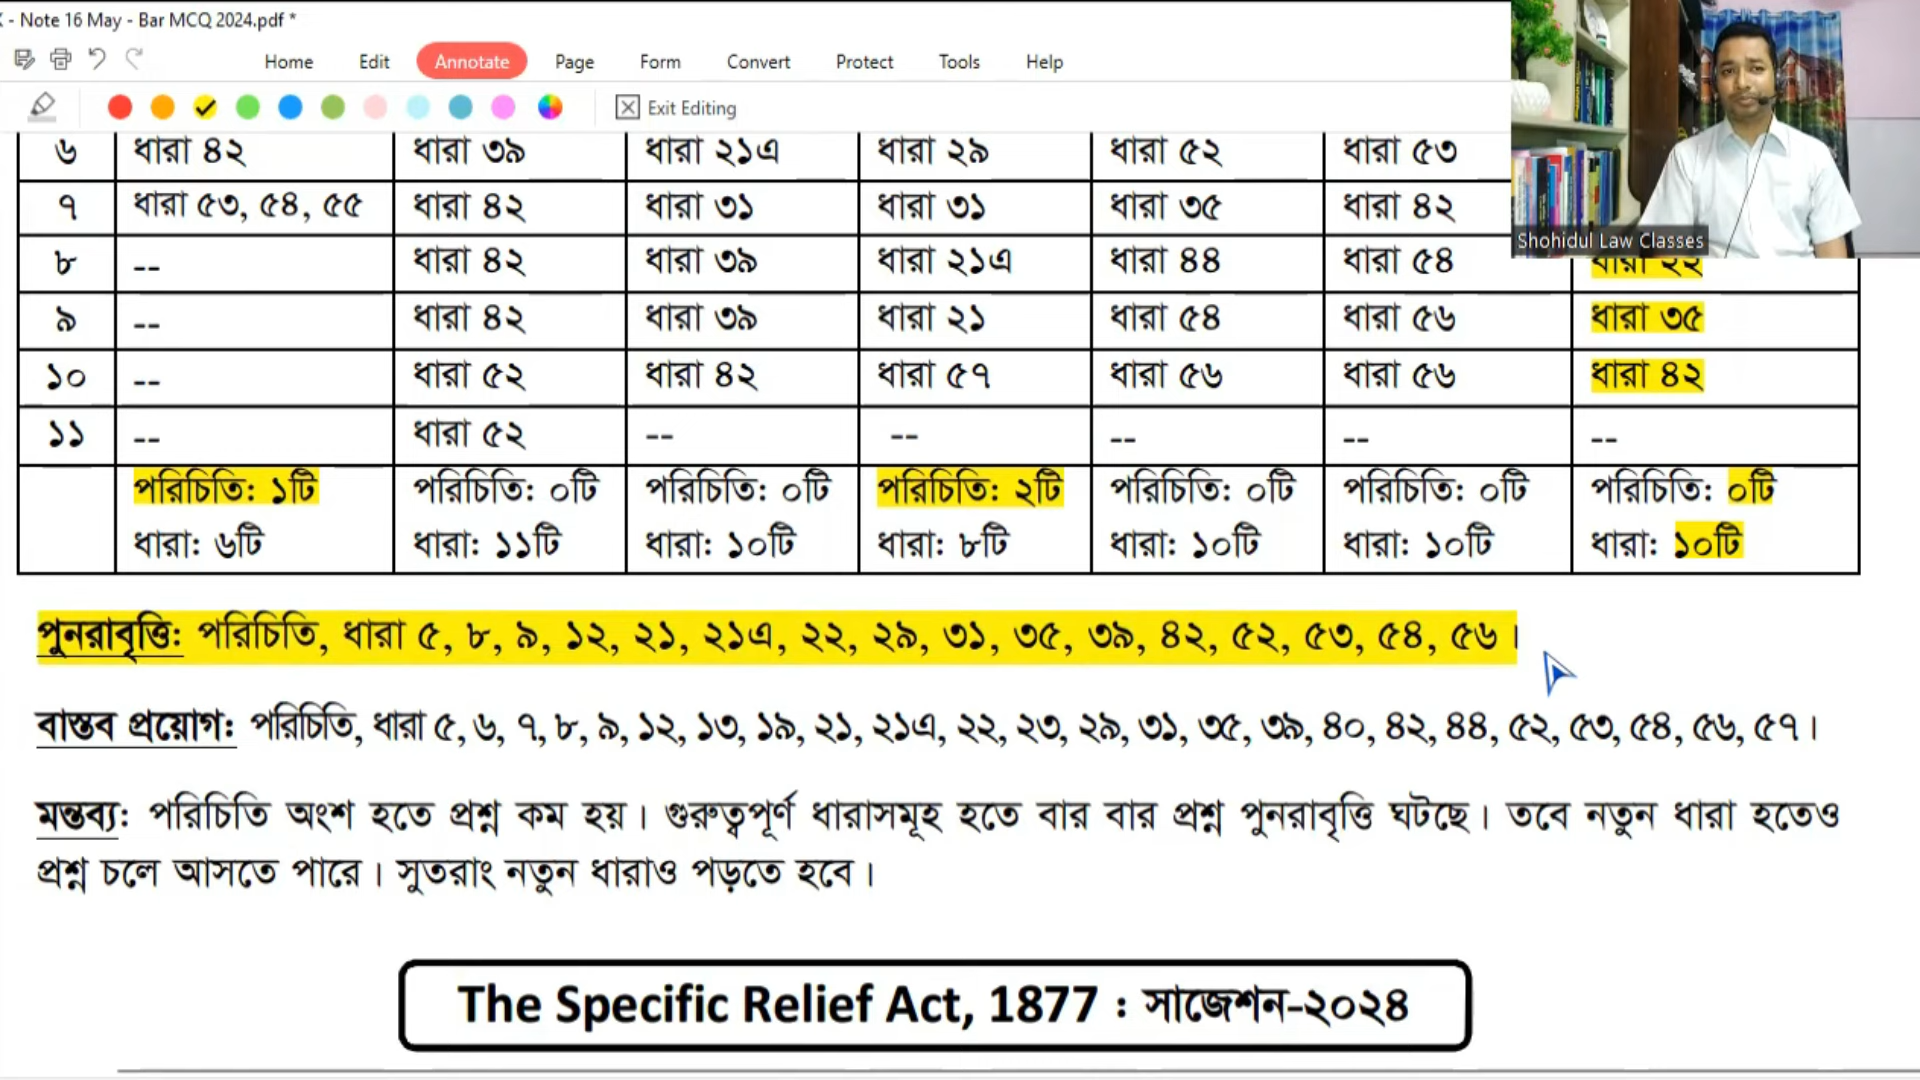 - Note 16 May - Bar MCQ 2024.pdf *
Home Edit Annotate Page Form Convert Protect Tools Help
Exit Editing
Shohidul Law Classes
৬ ধারা ৪২ ধারা ৩৯ ধারা ২১এ ধারা ২৯ ধারা ৫২ ধারা ৫৩
৭ ধারা ৫৩, ৫৪, ৫৫ ধারা ৪২ ধারা ৩১ ধারা ৩১ ধারা ৩৫ ধারা ৪২
৮ -- ধারা ৪২ ধারা ৩৯ ধারা ২১এ ধারা ৪৪ ধারা ৫৪ ধারা ২২
৯ -- ধারা ৪২ ধারা ৩৯ ধারা ২১ ধারা ৫৪ ধারা ৫৬ ধারা ৩৫
১০ -- ধারা ৫২ ধারা ৪২ ধারা ৫৭ ধারা ৫৬ ধারা ৫৬ ধারা ৪২
১১ -- ধারা ৫২ -- -- -- -- --
পরিচিতি: ১টি পরিচিতি: ০টি পরিচিতি: ০টি পরিচিতি: ২টি পরিচিতি: ০টি পরিচিতি: ০টি পরিচিতি: ০টি
ধারা: ৬টি ধারা: ১১টি ধারা: ১০টি ধারা: ৮টি ধারা: ১০টি ধারা: ১০টি ধারা: ১০টি
পুনরাবৃত্তি: পরিচিতি, ধারা ৫, ৮, ৯, ১২, ২১, ২১এ, ২২, ২৯, ৩১, ৩৫, ৩৯, ৪২, ৫২, ৫৩, ৫৪, ৫৬।
বাস্তব প্রয়োগ: পরিচিতি, ধারা ৫, ৬, ৭, ৮, ৯, ১২, ১৩, ১৯, ২১, ২১এ, ২২, ২৩, ২৯, ৩১, ৩৫, ৩৯, ৪০, ৪২, ৪৪, ৫২, ৫৩, ৫৪, ৫৬, ৫৭।
মন্তব্য: পরিচিতি অংশ হতে প্রশ্ন কম হয়। গুরুত্বপূর্ণ ধারাসমূহ হতে বার বার প্রশ্ন পুনরাবৃত্তি ঘটছে। তবে নতুন ধারা হতেও
প্রশ্ন চলে আসতে পারে। সুতরাং নতুন ধারাও পড়তে হবে।
The Specific Relief Act, 1877 : সাজেশন-২০২৪